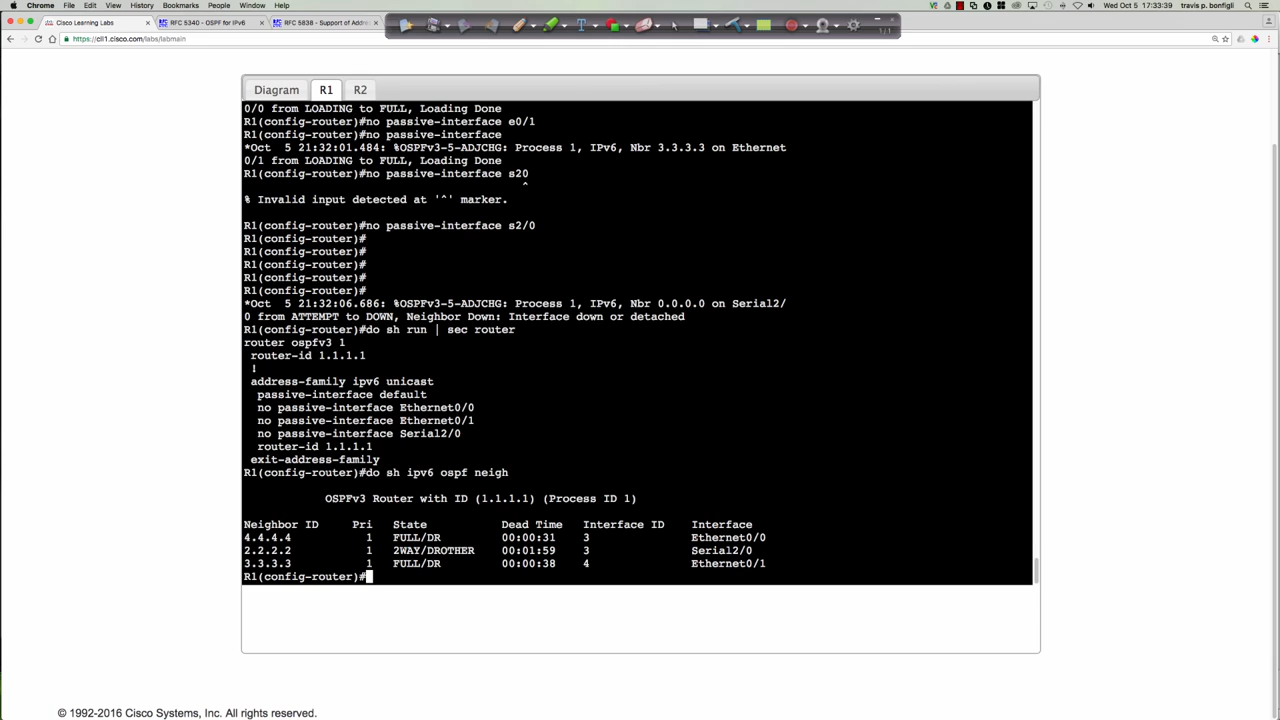 Chrome File Edit View History Bookmarks People Window Help
Wed Oct 5 17:33:39 travis p. bonfigli
Cisco Learning Labs
RFC 5340 - OSPF for IPv6
RFC 5838 - Support of Addre
https://cll1.cisco.com/labs/labmain
Diagram R1 R2
0/0 from LOADING to FULL, Loading Done
R1(config-router)#no passive-interface e0/1
R1(config-router)#no passive-interface
*Oct  5 21:32:01.484: %OSPFv3-5-ADJCHG: Process 1, IPv6, Nbr 3.3.3.3 on Ethernet
0/1 from LOADING to FULL, Loading Done
R1(config-router)#no passive-interface s20
^
% Invalid input detected at '^' marker.
R1(config-router)#no passive-interface s2/0
R1(config-router)#
R1(config-router)#
R1(config-router)#
R1(config-router)#
R1(config-router)#
*Oct  5 21:32:06.686: %OSPFv3-5-ADJCHG: Process 1, IPv6, Nbr 0.0.0.0 on Serial2/
0 from ATTEMPT to DOWN, Neighbor Down: Interface down or detached
R1(config-router)#do sh run | sec router
router ospfv3 1
router-id 1.1.1.1
!
address-family ipv6 unicast
passive-interface default
no passive-interface Ethernet0/0
no passive-interface Ethernet0/1
no passive-interface Serial2/0
router-id 1.1.1.1
exit-address-family
R1(config-router)#do sh ipv6 ospf neigh
OSPFv3 Router with ID (1.1.1.1) (Process ID 1)
Neighbor ID     Pri   State           Dead Time   Interface ID    Interface
4.4.4.4           1   FULL/DR         00:00:31    3               Ethernet0/0
2.2.2.2           1   2WAY/DROTHER    00:01:59    3               Serial2/0
3.3.3.3           1   FULL/DR         00:00:38    4               Ethernet0/1
R1(config-router)#
© 1992-2016 Cisco Systems, Inc. All rights reserved.